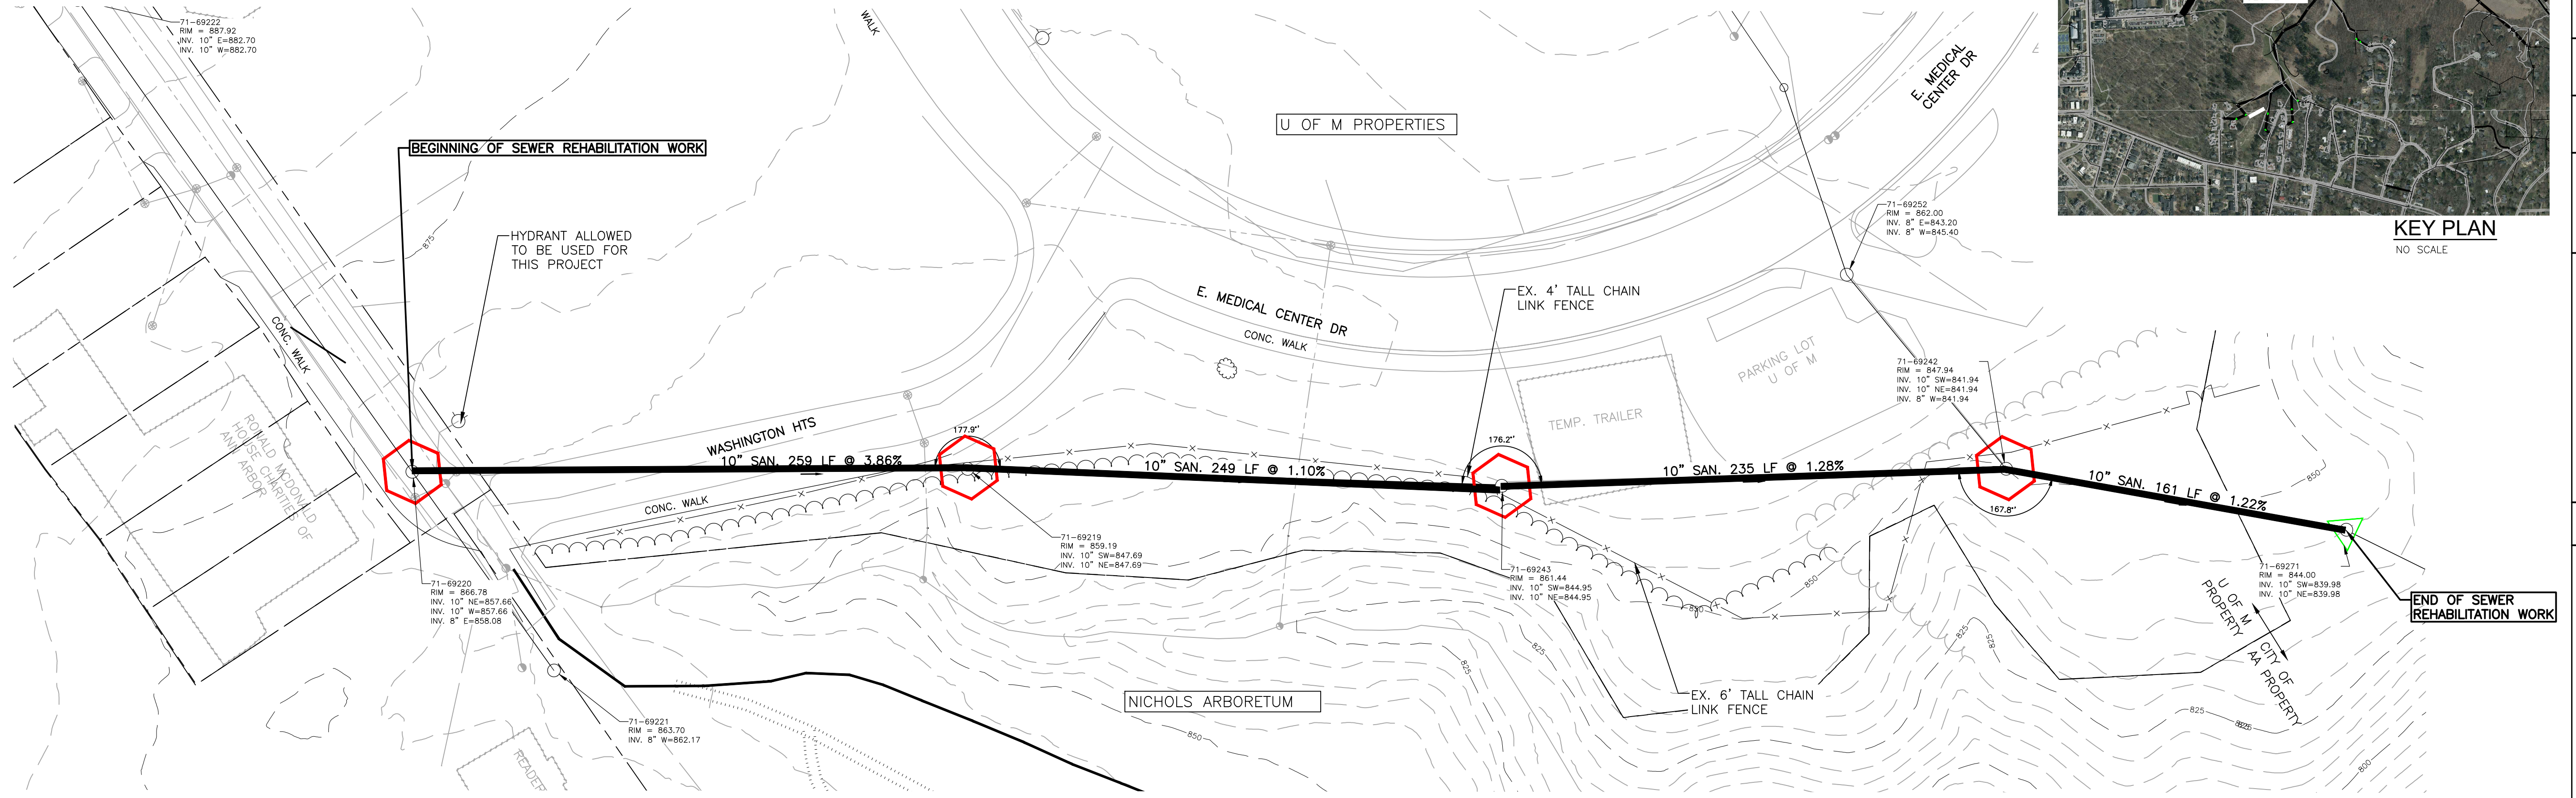 71-69222
RIM = 887.92
INV. 10" E=882.70
INV. 10" W=882.70
WALK
E. MEDICAL
CENTER DR
U OF M PROPERTIES
KEY PLAN
NO SCALE
BEGINNING OF SEWER REHABILITATION WORK
875
HYDRANT ALLOWED
TO BE USED FOR
THIS PROJECT
71-69252
RIM = 862.00
INV. 8" E=843.20
INV. 8" W=845.40
E. MEDICAL CENTER DR
CONC. WALK
EX. 4' TALL CHAIN
LINK FENCE
CONC. WALK
PARKING LOT
U OF M
71-69242
RIM = 847.94
INV. 10" SW=841.94
INV. 10" NE=841.94
INV. 8" W=841.94
RONALD MCDONALD
HOUSE CHARITIES OF
ANN ARBOR
TEMP. TRAILER
WASHINGTON HTS
177.9°
176.2°
10" SAN. 259 LF @ 3.86%
10" SAN. 249 LF @ 1.10%
10" SAN. 235 LF @ 1.28%
10" SAN. 161 LF @ 1.22%
850
167.8°
CONC. WALK
71-69219
RIM = 859.19
INV. 10" SW=847.69
INV. 10" NE=847.69
71-69220
RIM = 866.78
INV. 10" NE=857.66
INV. 10" W=857.66
INV. 8" E=858.08
71-69243
RIM = 861.44
INV. 10" SW=844.95
INV. 10" NE=844.95
850
850
71-69271
RIM = 844.00
INV. 10" SW=839.98
INV. 10" NE=839.98
END OF SEWER
REHABILITATION WORK
U OF M
PROPERTY
CITY OF
AA PROPERTY
825
825
825
825
EX. 6' TALL CHAIN
LINK FENCE
NICHOLS ARBORETUM
850
71-69221
RIM = 863.70
INV. 8" W=862.17
825
825
800
READER